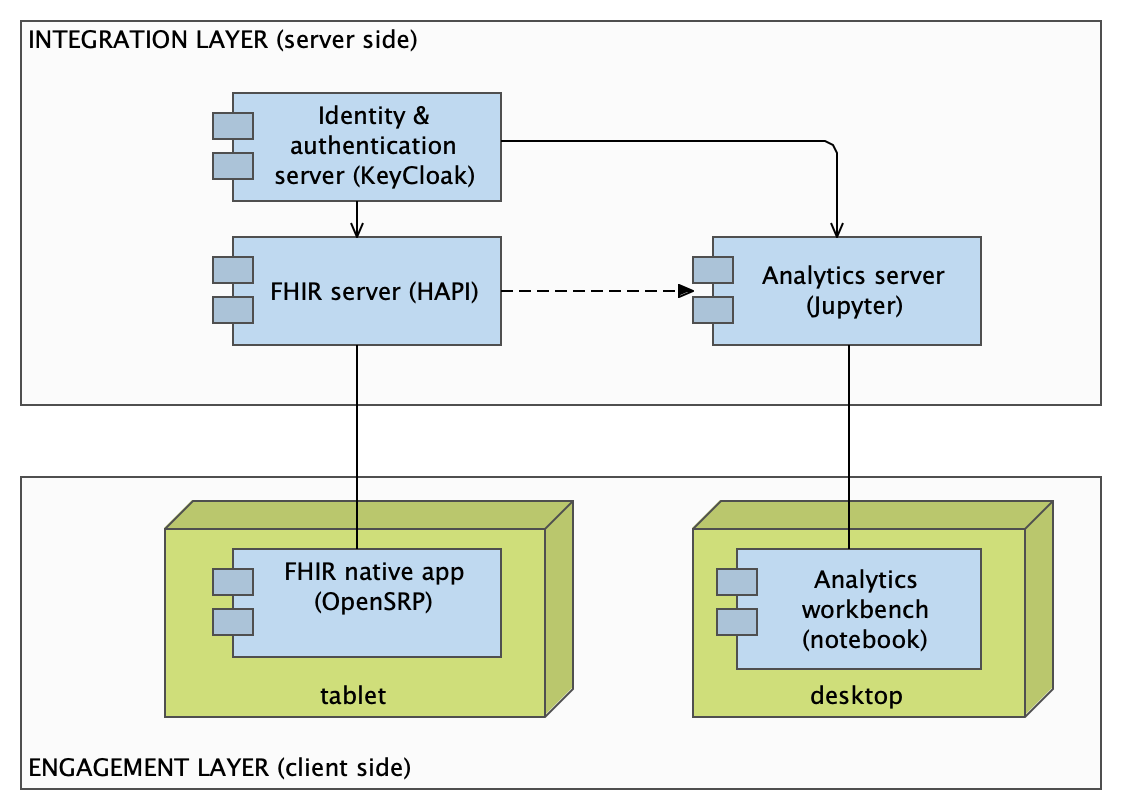 INTEGRATION LAYER (server side)
Identity &
authentication
server (KeyCloak)
FHIR server (HAPI)
Analytics server
(Jupyter)
FHIR native app
(OpenSRP)
tablet
Analytics
workbench
(notebook)
desktop
ENGAGEMENT LAYER (client side)